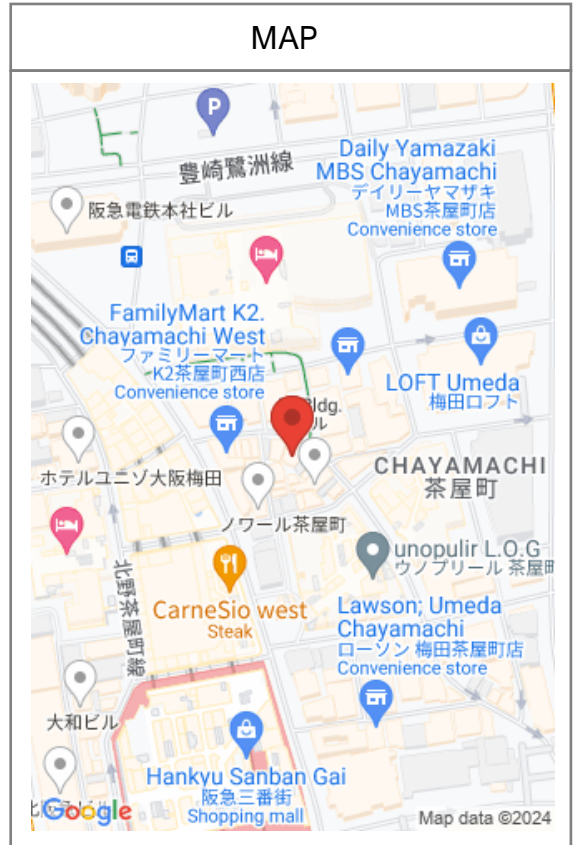 MAP
P
豊崎鷺洲線
Daily Yamazaki
MBS Chayamachi
デイリーヤマザキ
MBS茶屋町店
Convenience store
阪急電鉄本社ビル
FamilyMart K2.
Chayamachi West
ファミリーマート
K2茶屋町西店
Convenience store
LOFT Umeda
梅田ロフト
Bldg.
ル
CHAYAMACHI
茶屋町
ホテルユニゾ大阪梅田
ノワール茶屋町
unopulir L.O.G
ウノプリール 茶屋町
北野茶屋町線
CarneSio west
Steak
Lawson; Umeda
Chayamachi
ローソン 梅田茶屋町店
Convenience store
大和ビル
Hankyu Sanban Gai
阪急三番街
Shopping mall
Google
Map data ©2024